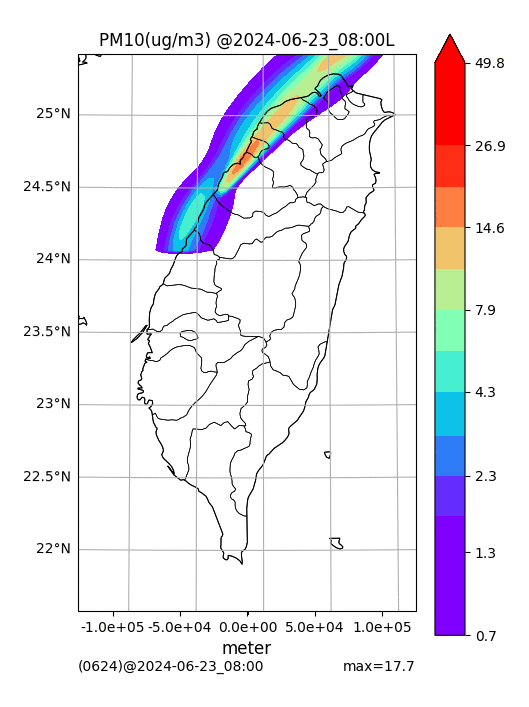 PM10(ug/m3) @2024-06-23_08:00L
49.8
26.9
14.6
7.9
4.3
2.3
1.3
0.7
25°N
24.5°N
24°N
23.5°N
23°N
22.5°N
22°N
-1.0e+05 -5.0e+04 0.0e+00 5.0e+04 1.0e+05
meter
(0624)@2024-06-23_08:00 max=17.7